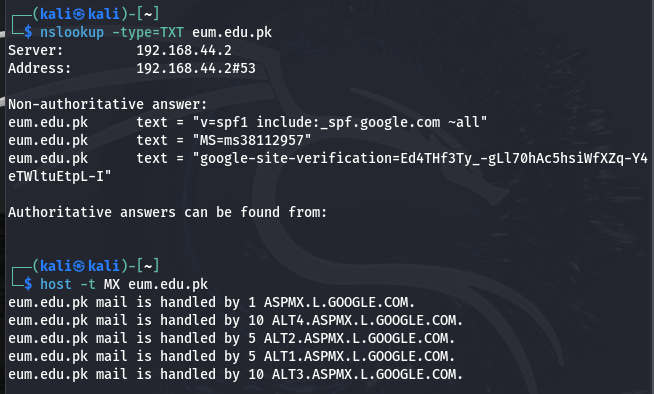 ┌──(kali㉿kali)-[~]
└─$ nslookup -type=TXT eum.edu.pk
Server:         192.168.44.2
Address:        192.168.44.2#53

Non-authoritative answer:
eum.edu.pk      text = "v=spf1 include:_spf.google.com ~all"
eum.edu.pk      text = "MS=ms38112957"
eum.edu.pk      text = "google-site-verification=Ed4THf3Ty_-gLl70hAc5hsiWfXZq-Y4
eTWltuEtpL-I"

Authoritative answers can be found from:

┌──(kali㉿kali)-[~]
└─$ host -t MX eum.edu.pk
eum.edu.pk mail is handled by 1 ASPMX.L.GOOGLE.COM.
eum.edu.pk mail is handled by 10 ALT4.ASPMX.L.GOOGLE.COM.
eum.edu.pk mail is handled by 5 ALT2.ASPMX.L.GOOGLE.COM.
eum.edu.pk mail is handled by 5 ALT1.ASPMX.L.GOOGLE.COM.
eum.edu.pk mail is handled by 10 ALT3.ASPMX.L.GOOGLE.COM.